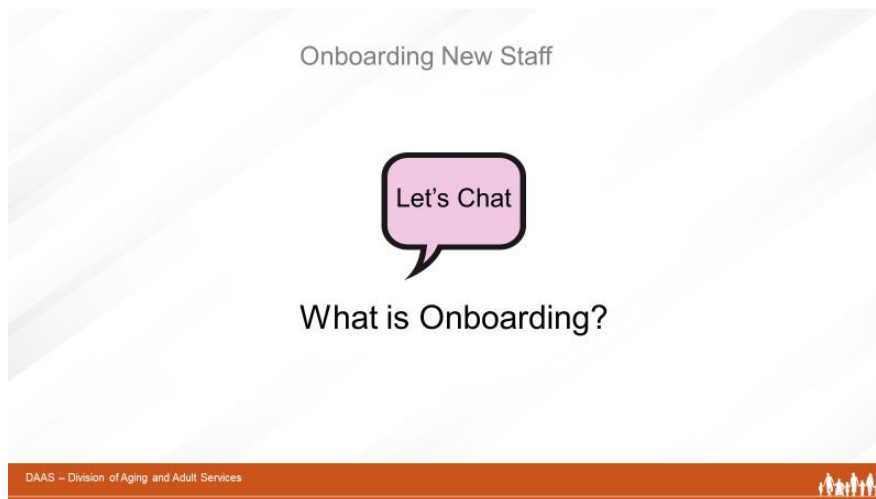 Onboarding New Staff
Let's Chat
What is Onboarding?
DAAS – Division of Aging and Adult Services